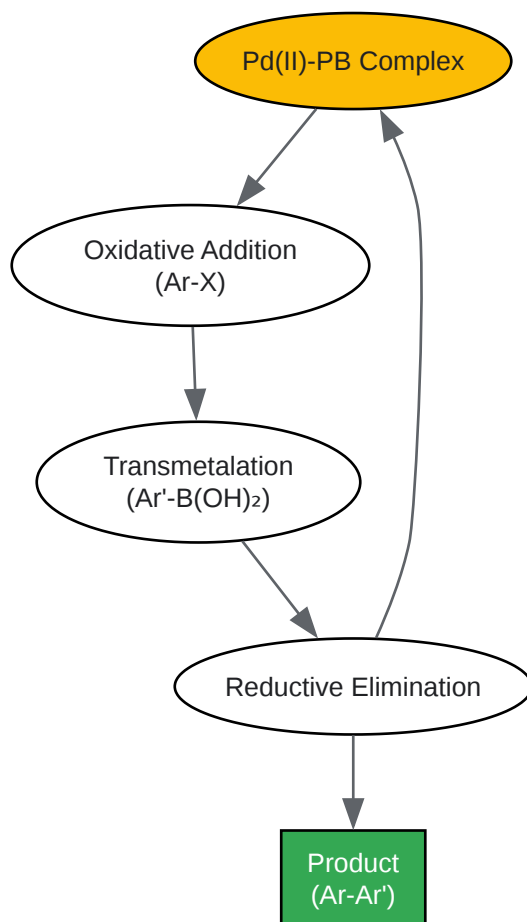 Pd(II)-PB Complex
Oxidative Addition
(Ar-X)
Transmetalation
(Ar'-B(OH)₂)
Reductive Elimination
Product
(Ar-Ar')